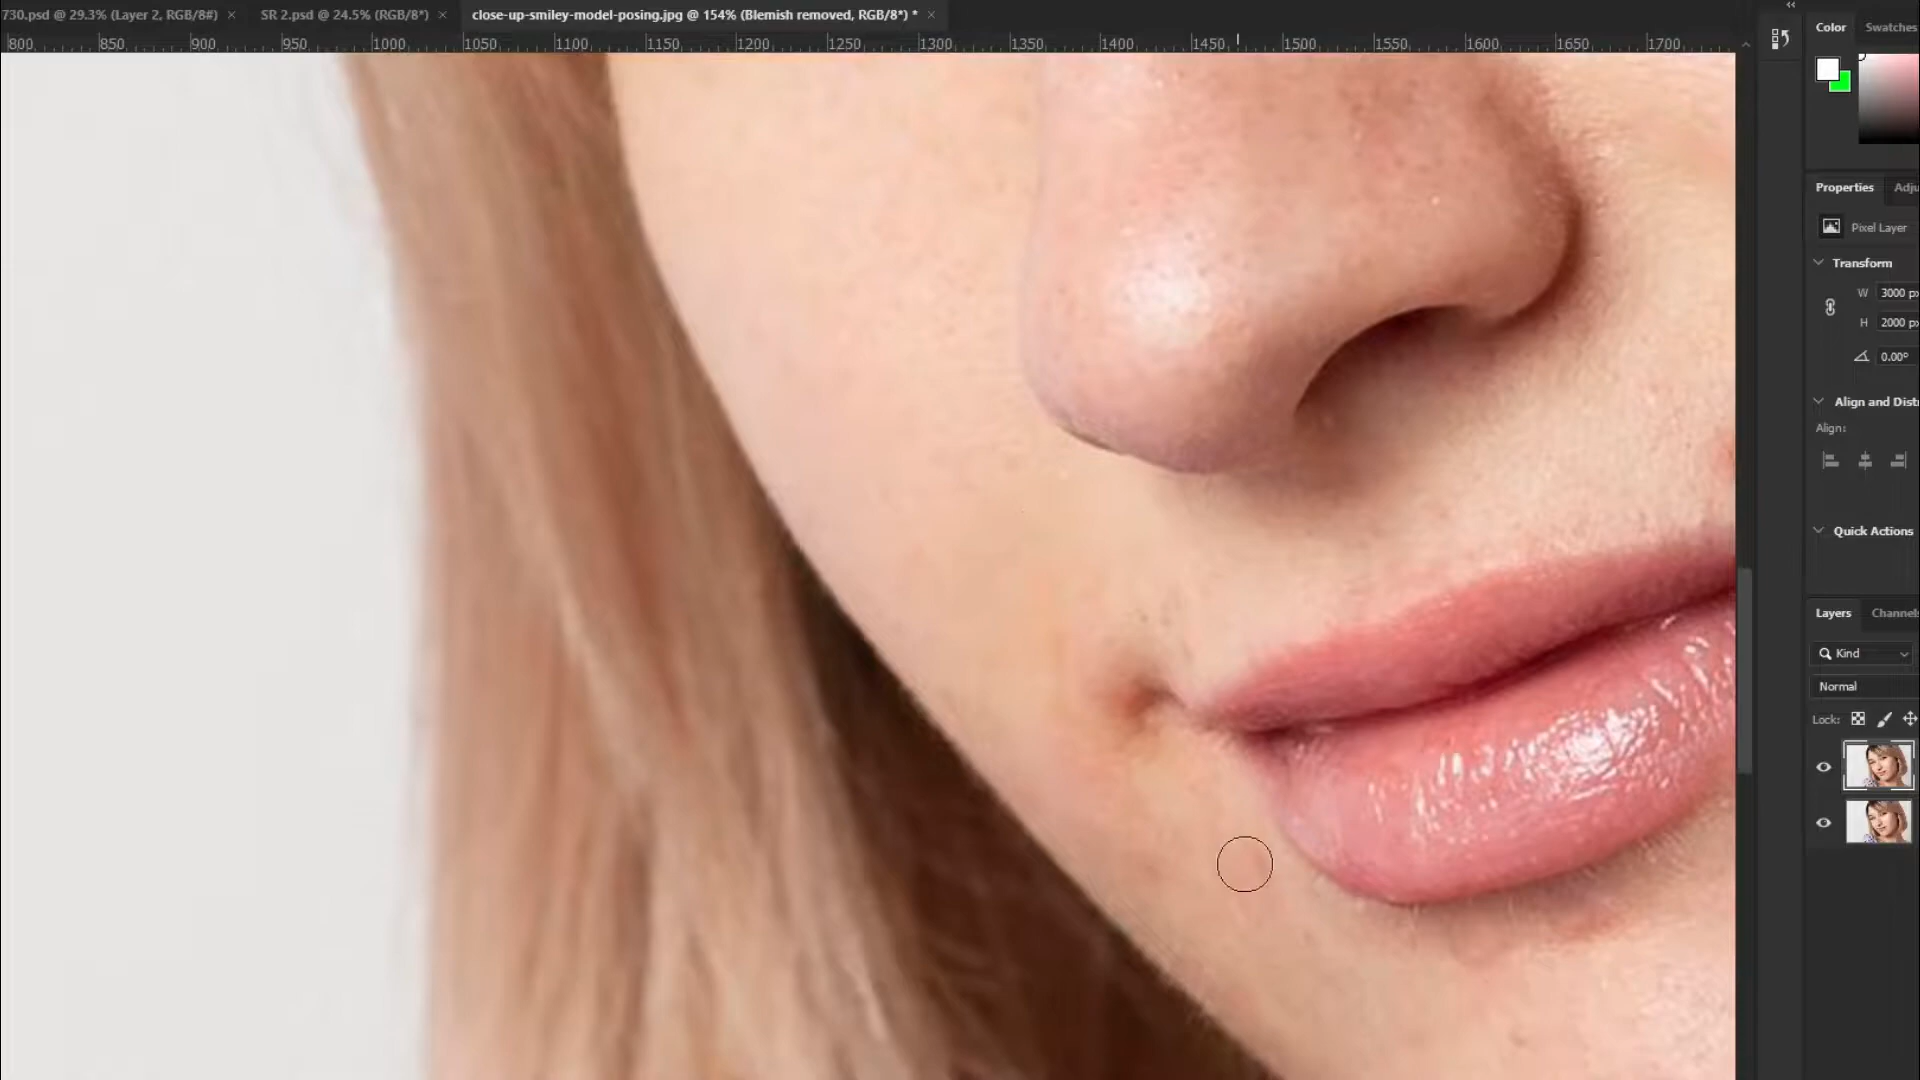 730.psd @ 29.3% (Layer 2, RGB/8#) × SR 2.psd @ 24.5% (RGB/8*) × close-up-smiley-model-posing.jpg @ 154% (Blemish removed, RGB/8*) * ×
800 850 900 950 1000 1050 1100 1150 1200 1250 1300 1350 1400 1450 1500 1550 1600 1650 1700
Color Swatches
Properties Adju
Pixel Layer
Transform
W 3000 px
H 2000 px
0.00°
Align and Dist
Align:
Quick Actions
Layers Channels
Kind
Normal
Lock: